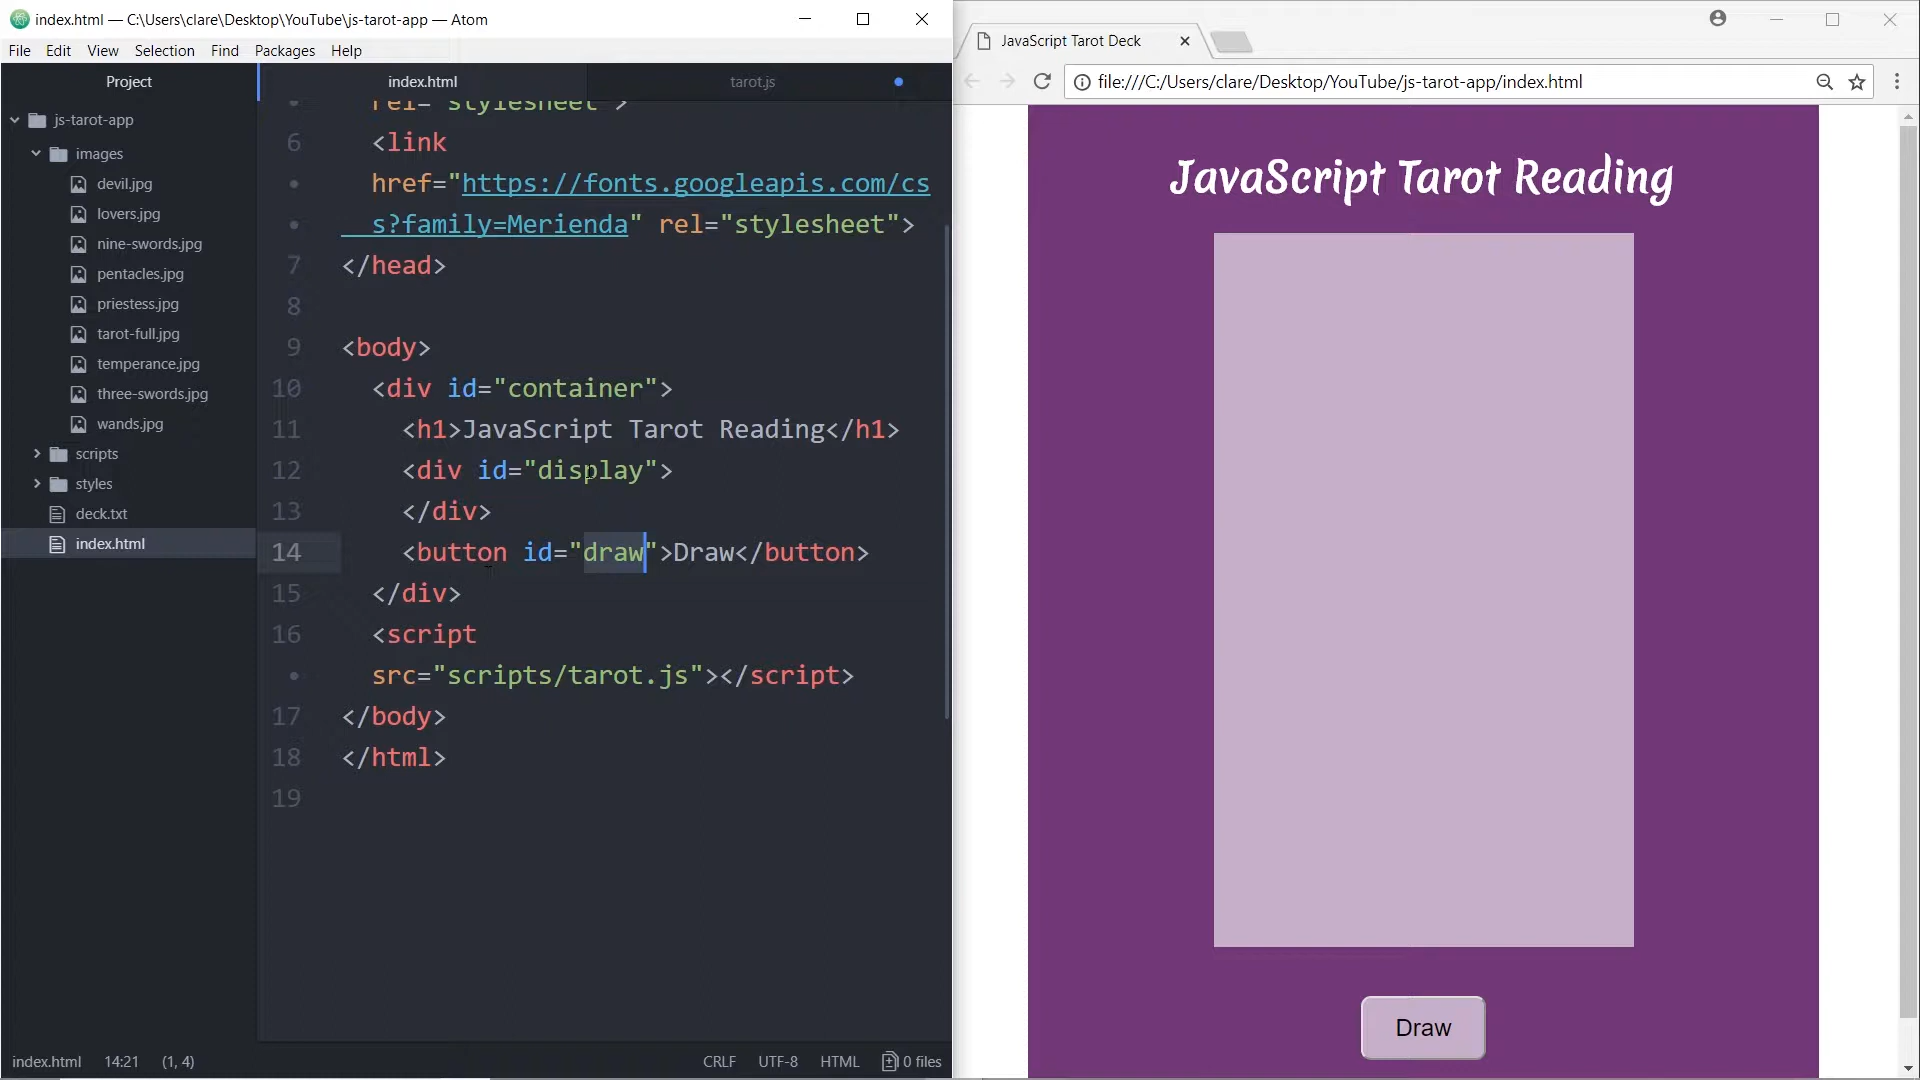 index.html — C:\Users\clare\Desktop\YouTube\js-tarot-app — Atom
File Edit View Selection Find Packages Help
Project
js-tarot-app
images
devil.jpg
lovers.jpg
nine-swords.jpg
pentacles.jpg
priestess.jpg
tarot-full.jpg
temperance.jpg
three-swords.jpg
wands.jpg
scripts
styles
deck.txt
index.html
index.html tarot.js
rel="stylesheet">
6 <link
href="https://fonts.googleapis.com/cs
s?family=Merienda" rel="stylesheet">
7 </head>
8
9 <body>
10 <div id="container">
11 <h1>JavaScript Tarot Reading</h1>
12 <div id="display">
13 </div>
14 <button id="draw">Draw</button>
15 </div>
16 <script
src="scripts/tarot.js"></script>
17 </body>
18 </html>
19
index.html 14:21 (1, 4) CRLF UTF-8 HTML 0 files
JavaScript Tarot Deck
file:///C:/Users/clare/Desktop/YouTube/js-tarot-app/index.html
JavaScript Tarot Reading
Draw